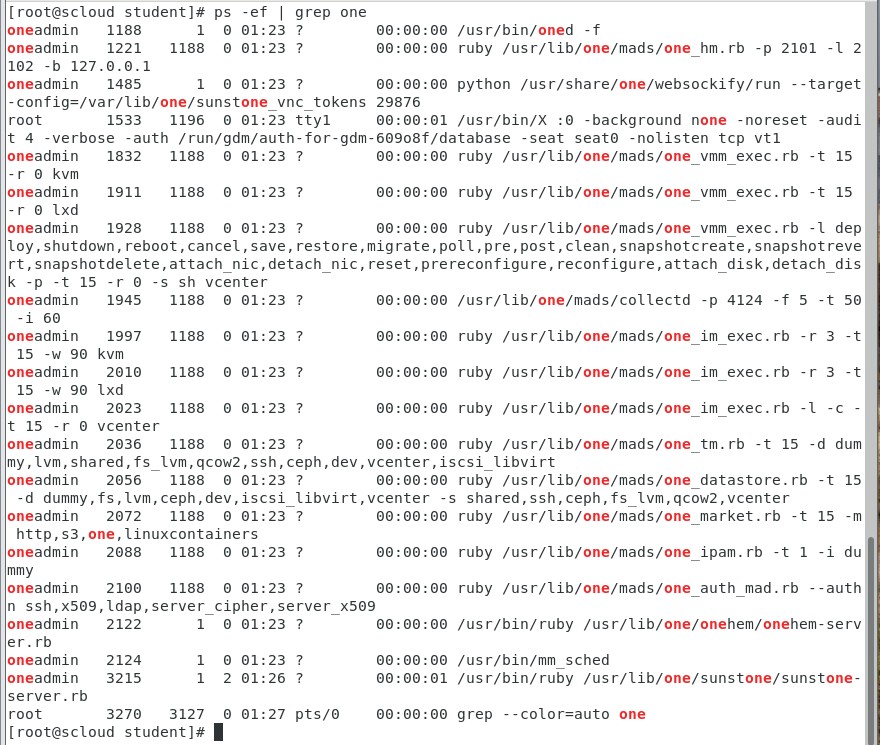 [root@scloud student]# ps -ef | grep one
oneadmin   1188      1  0 01:23 ?        00:00:00 /usr/bin/oned -f
oneadmin   1221   1188  0 01:23 ?        00:00:00 ruby /usr/lib/one/mads/one_hm.rb -p 2101 -l 2
102 -b 127.0.0.1
oneadmin   1485      1  0 01:23 ?        00:00:00 python /usr/share/one/websockify/run --target
-config=/var/lib/one/sunstone_vnc_tokens 29876
root       1533   1196  0 01:23 tty1     00:00:01 /usr/bin/X :0 -background none -noreset -audi
t 4 -verbose -auth /run/gdm/auth-for-gdm-609o8f/database -seat seat0 -nolisten tcp vt1
oneadmin   1832   1188  0 01:23 ?        00:00:00 ruby /usr/lib/one/mads/one_vmm_exec.rb -t 15
-r 0 kvm
oneadmin   1911   1188  0 01:23 ?        00:00:00 ruby /usr/lib/one/mads/one_vmm_exec.rb -t 15
-r 0 lxd
oneadmin   1928   1188  0 01:23 ?        00:00:00 ruby /usr/lib/one/mads/one_vmm_exec.rb -l dep
loy,shutdown,reboot,cancel,save,restore,migrate,poll,pre,post,clean,snapshotcreate,snapshotreve
rt,snapshotdelete,attach_nic,detach_nic,reset,prereconfigure,reconfigure,attach_disk,detach_dis
k -p -t 15 -r 0 -s sh vcenter
oneadmin   1945   1188  0 01:23 ?        00:00:00 /usr/lib/one/mads/collectd -p 4124 -f 5 -t 50
 -i 60
oneadmin   1997   1188  0 01:23 ?        00:00:00 ruby /usr/lib/one/mads/one_im_exec.rb -r 3 -t
 15 -w 90 kvm
oneadmin   2010   1188  0 01:23 ?        00:00:00 ruby /usr/lib/one/mads/one_im_exec.rb -r 3 -t
 15 -w 90 lxd
oneadmin   2023   1188  0 01:23 ?        00:00:00 ruby /usr/lib/one/mads/one_im_exec.rb -l -c -
t 15 -r 0 vcenter
oneadmin   2036   1188  0 01:23 ?        00:00:00 ruby /usr/lib/one/mads/one_tm.rb -t 15 -d dum
my,lvm,shared,fs_lvm,qcow2,ssh,ceph,dev,vcenter,iscsi_libvirt
oneadmin   2056   1188  0 01:23 ?        00:00:00 ruby /usr/lib/one/mads/one_datastore.rb -t 15
 -d dummy,fs,lvm,ceph,dev,iscsi_libvirt,vcenter -s shared,ssh,ceph,fs_lvm,qcow2,vcenter
oneadmin   2072   1188  0 01:23 ?        00:00:00 ruby /usr/lib/one/mads/one_market.rb -t 15 -m
 http,s3,one,linuxcontainers
oneadmin   2088   1188  0 01:23 ?        00:00:00 ruby /usr/lib/one/mads/one_ipam.rb -t 1 -i du
mmy
oneadmin   2100   1188  0 01:23 ?        00:00:00 ruby /usr/lib/one/mads/one_auth_mad.rb --auth
n ssh,x509,ldap,server_cipher,server_x509
oneadmin   2122      1  0 01:23 ?        00:00:00 /usr/bin/ruby /usr/lib/one/onehem/onehem-serv
er.rb
oneadmin   2124      1  0 01:23 ?        00:00:00 /usr/bin/mm_sched
oneadmin   3215      1  2 01:26 ?        00:00:01 /usr/bin/ruby /usr/lib/one/sunstone/sunstone-
server.rb
root       3270   3127  0 01:27 pts/0    00:00:00 grep --color=auto one
[root@scloud student]#